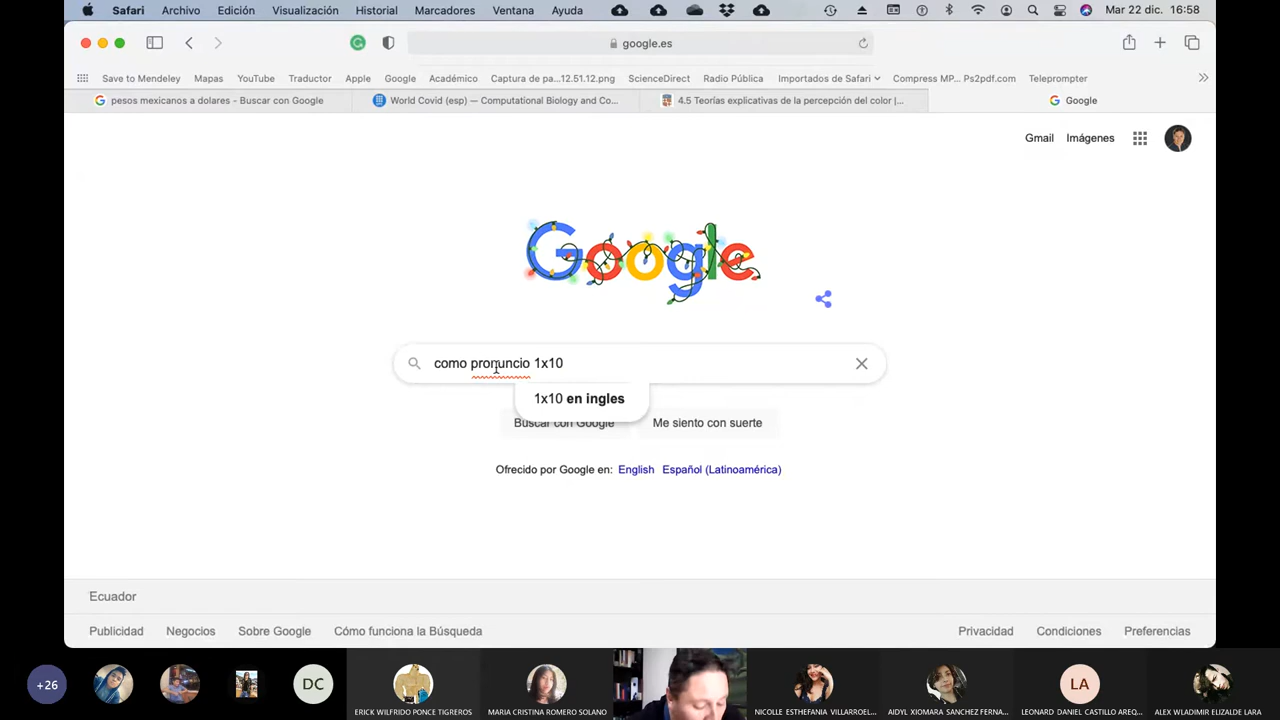 Safari Archivo Edición Visualización Historial Marcadores Ventana Ayuda Mar 22 dic. 16:58
google.es
Save to Mendeley Mapas YouTube Traductor Apple Google Académico Captura de pa...12.51.12.png ScienceDirect Radio Pública Importados de Safari Compress MP... Ps2pdf.com Teleprompter
pesos mexicanos a dolares - Buscar con Google World Covid (esp) — Computational Biology and Co... 4.5 Teorías explicativas de la percepción del color |... Google
Gmail Imágenes
Google
como pronuncio 1x10
1x10 en ingles
Buscar con Google Me siento con suerte
Ofrecido por Google en: English Español (Latinoamérica)
Ecuador
Publicidad Negocios Sobre Google Cómo funciona la Búsqueda Privacidad Condiciones Preferencias
+26 DC LA
ERICK WILFRIDO PONCE TIGREROS MARIA CRISTINA ROMERO SOLANO NICOLLE ESTHEFANIA VILLARROEL... AIDYL XIOMARA SANCHEZ FERNA... LEONARD DANIEL CASTILLO AREQ... ALEX WLADIMIR ELIZALDE LARA